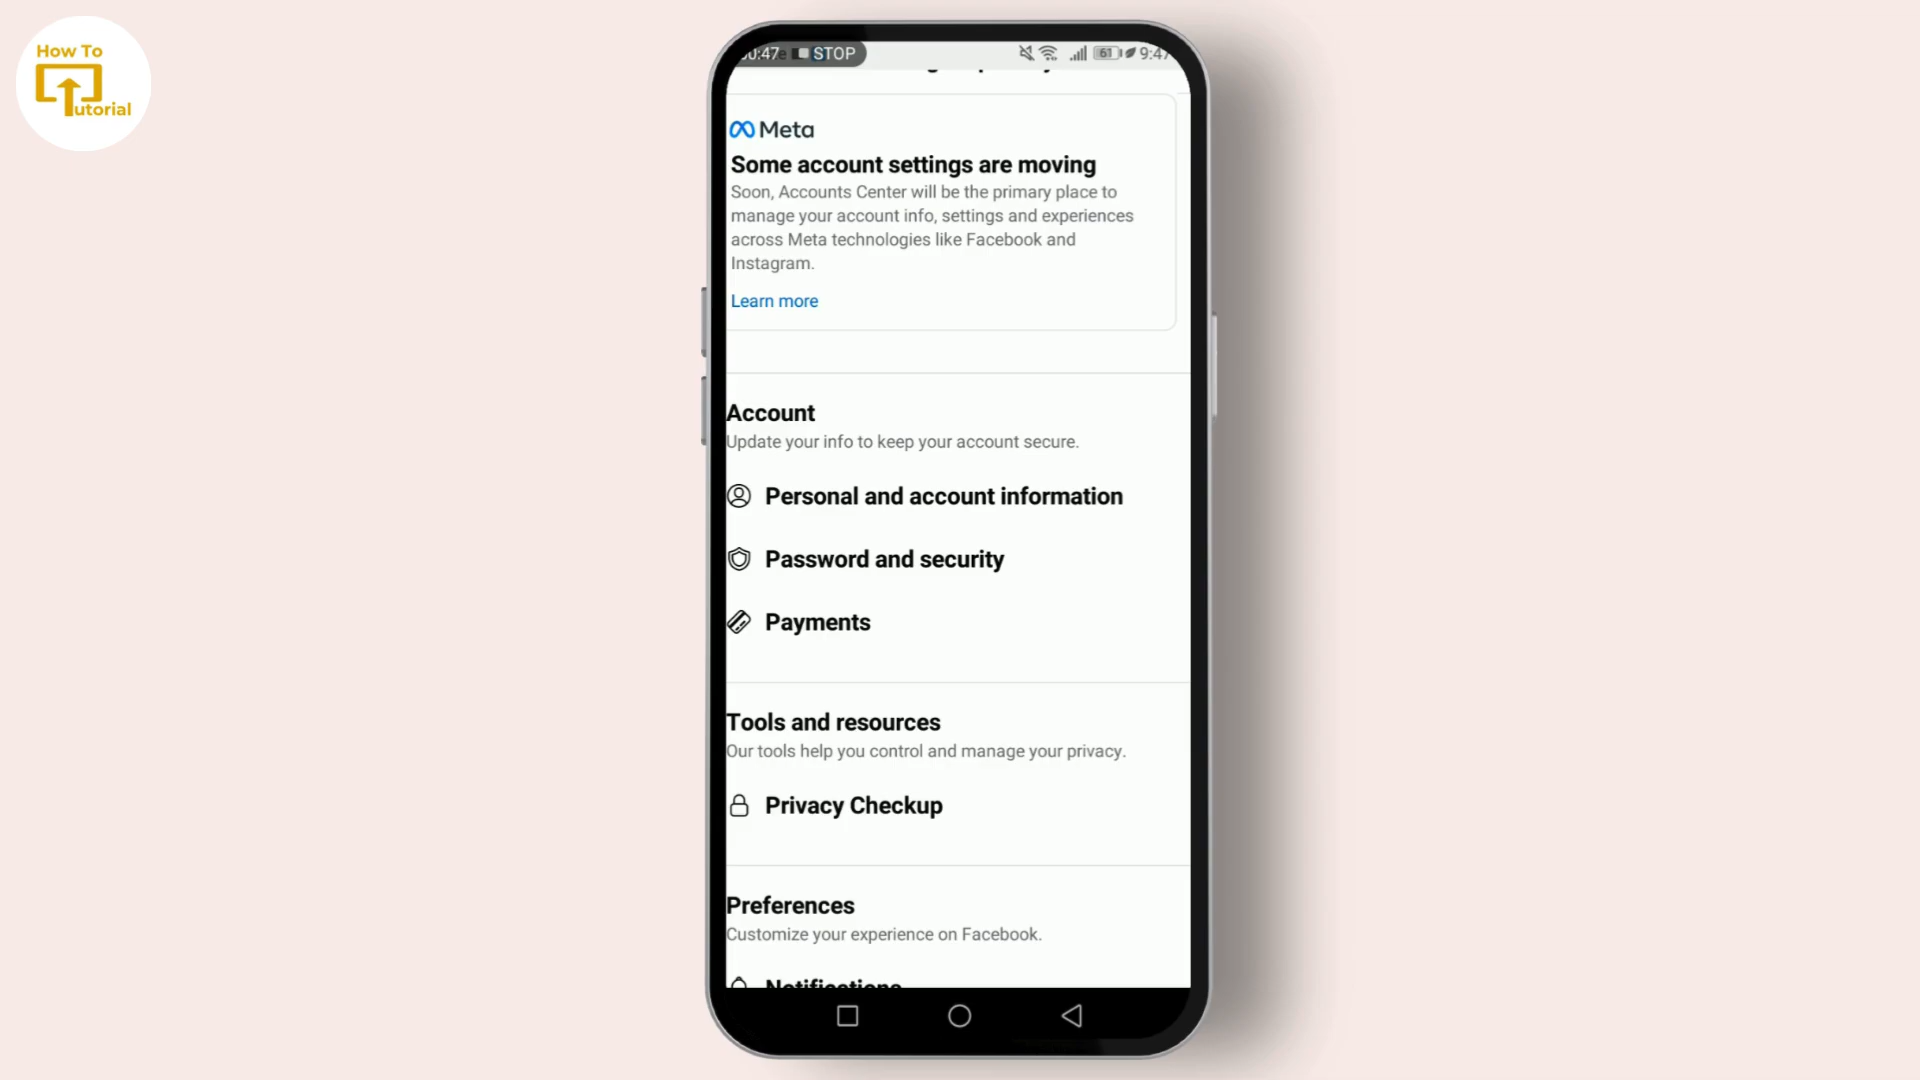 How To
utorial
0:47 STOP
61 9:47
Meta
Some account settings are moving
Soon, Accounts Center will be the primary place to
manage your account info, settings and experiences
across Meta technologies like Facebook and
Instagram.
Learn more
Account
Update your info to keep your account secure.
Personal and account information
Password and security
Payments
Tools and resources
Our tools help you control and manage your privacy.
Privacy Checkup
Preferences
Customize your experience on Facebook.
Notifications